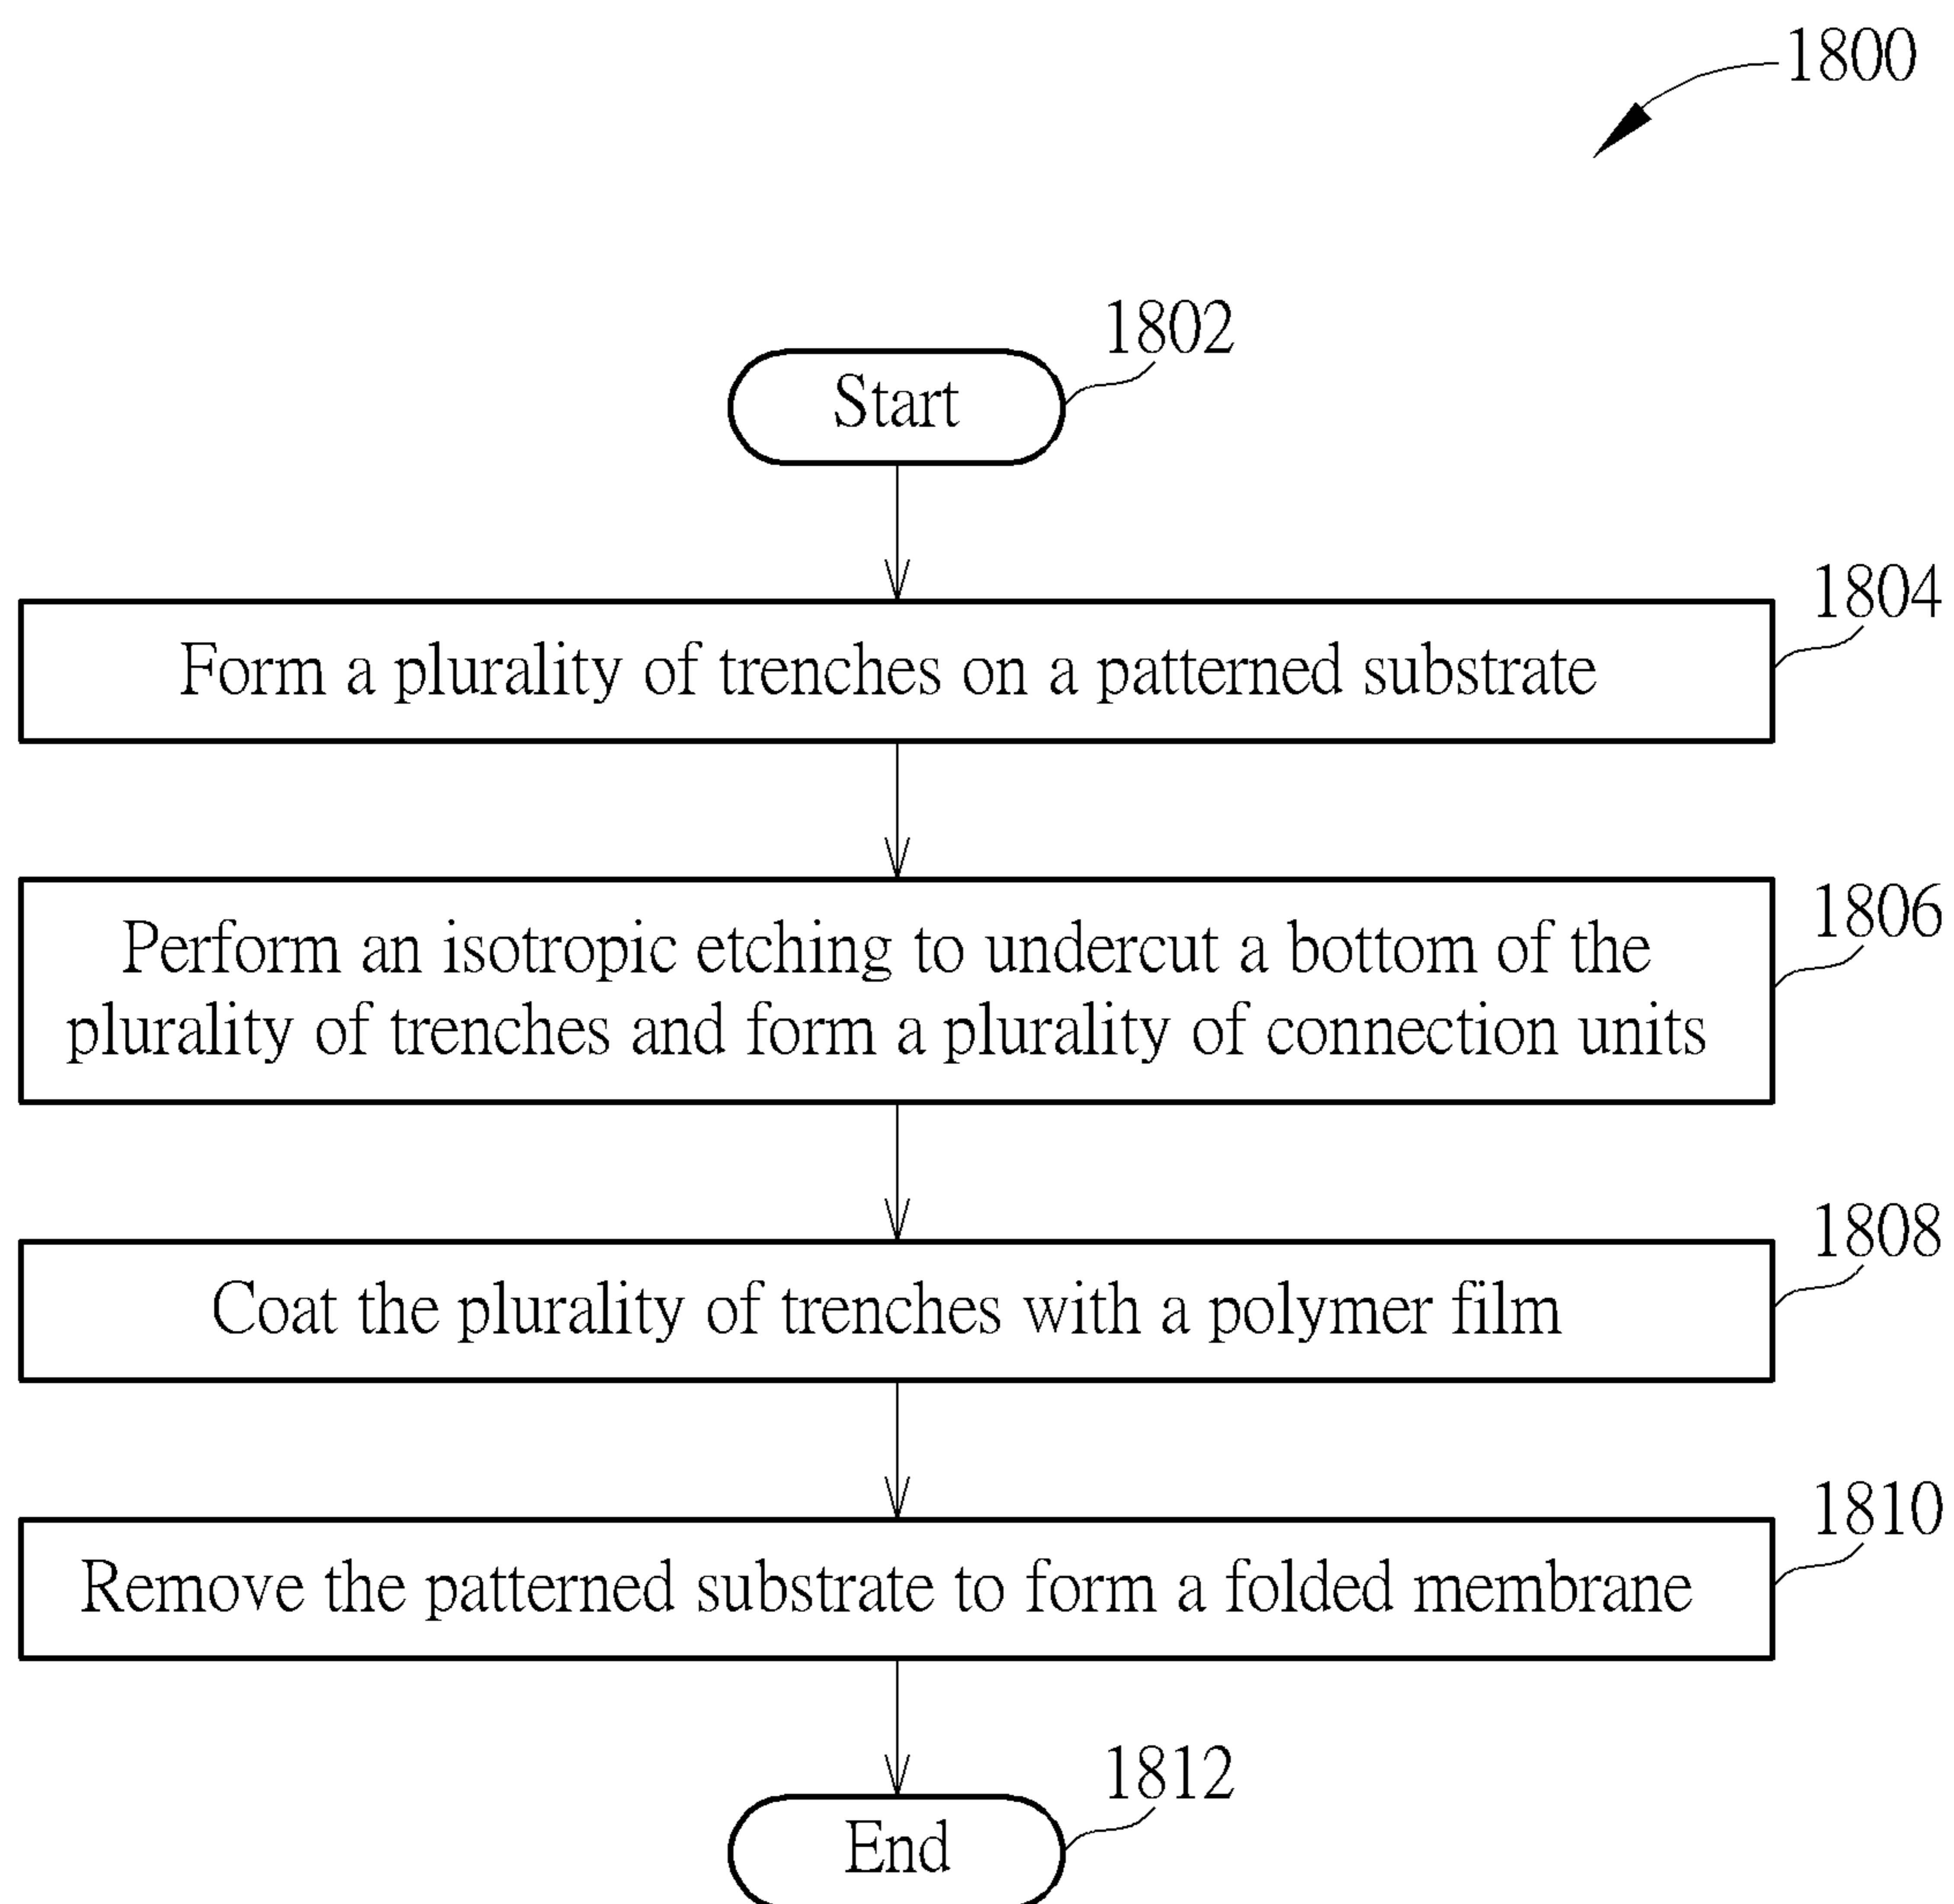 1800
1802
Start
1804
Form a plurality of trenches on a patterned substrate
1806
Perform an isotropic etching to undercut a bottom of the
plurality of trenches and form a plurality of connection units
1808
Coat the plurality of trenches with a polymer film
1810
Remove the patterned substrate to form a folded membrane
1812
End